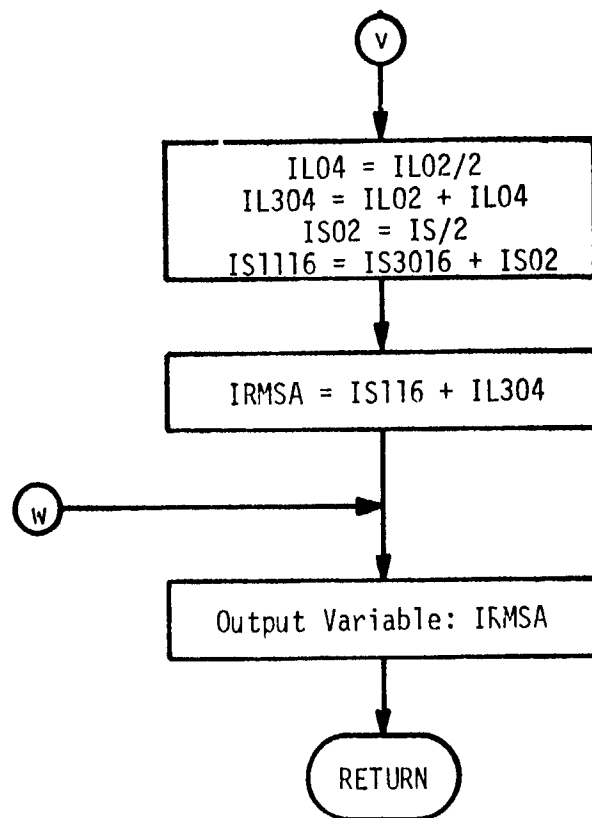 V
IL04 = IL02/2
IL304 = IL02 + IL04
IS02 = IS/2
IS1116 = IS3016 + IS02
IRMSA = IS116 + IL304
W
Output Variable: IRMSA
RETURN